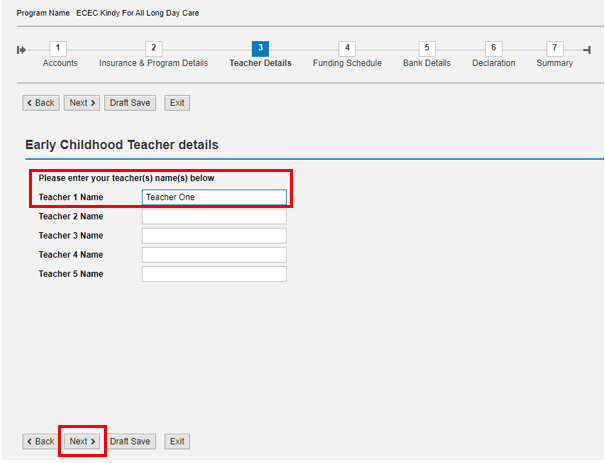 Program Name ECEC Kindy For All Long Day Care
1 2 3 4 5 6 7
Accounts Insurance & Program Details Teacher Details Funding Schedule Bank Details Declaration Summary
< Back Next > Draft Save Exit
Early Childhood Teacher details
Please enter your teacher(s) name(s) below
Teacher 1 Name Teacher One
Teacher 2 Name
Teacher 3 Name
Teacher 4 Name
Teacher 5 Name
< Back Next > Draft Save Exit